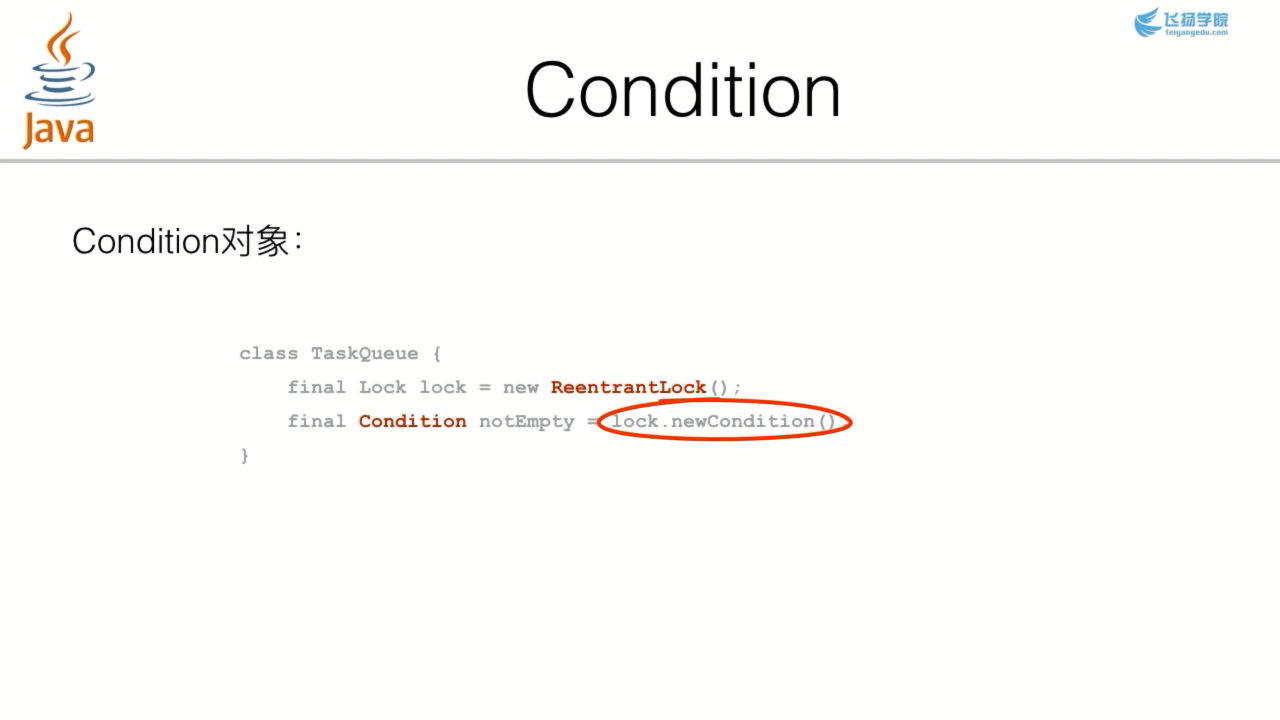 Java
飞扬学院
feiyangedu.com
Condition
Condition对象：
class TaskQueue {
    final Lock lock = new ReentrantLock();
    final Condition notEmpty = lock.newCondition()
}